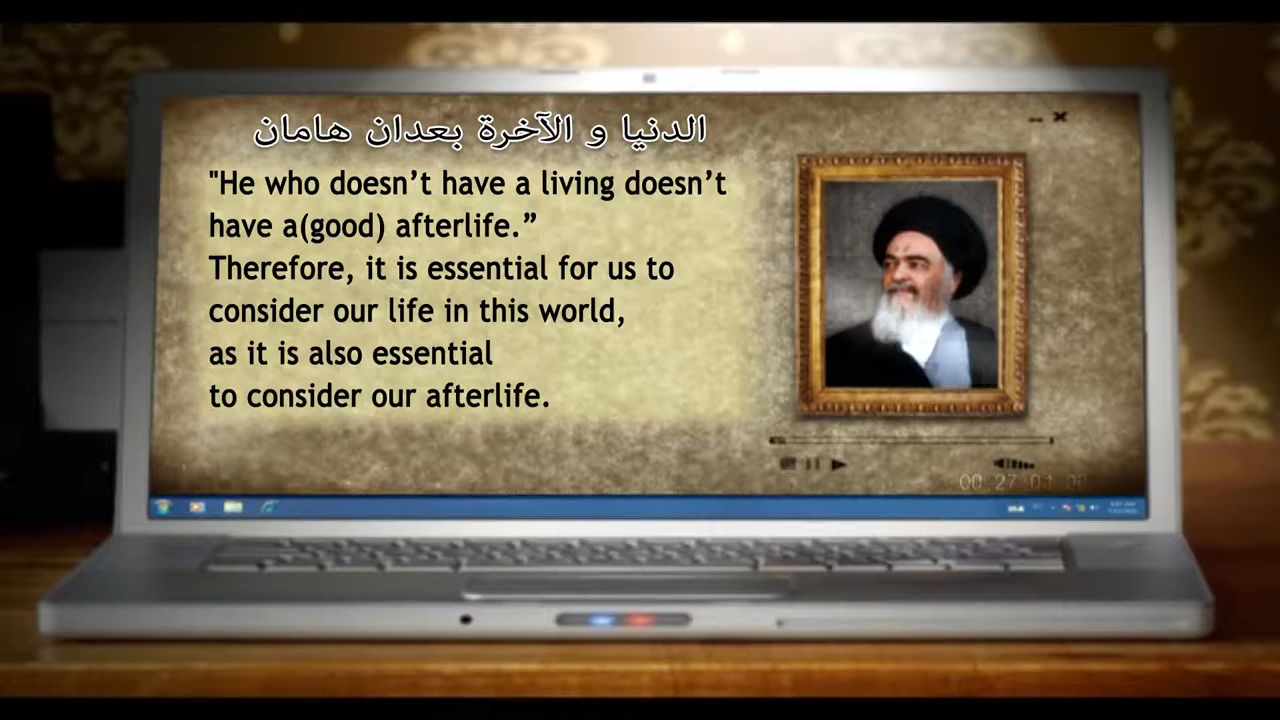 الدنيا و الآخرة بعدان هامان
"He who doesn’t have a living doesn’t
have a(good) afterlife.”
Therefore, it is essential for us to
consider our life in this world,
as it is also essential
to consider our afterlife.